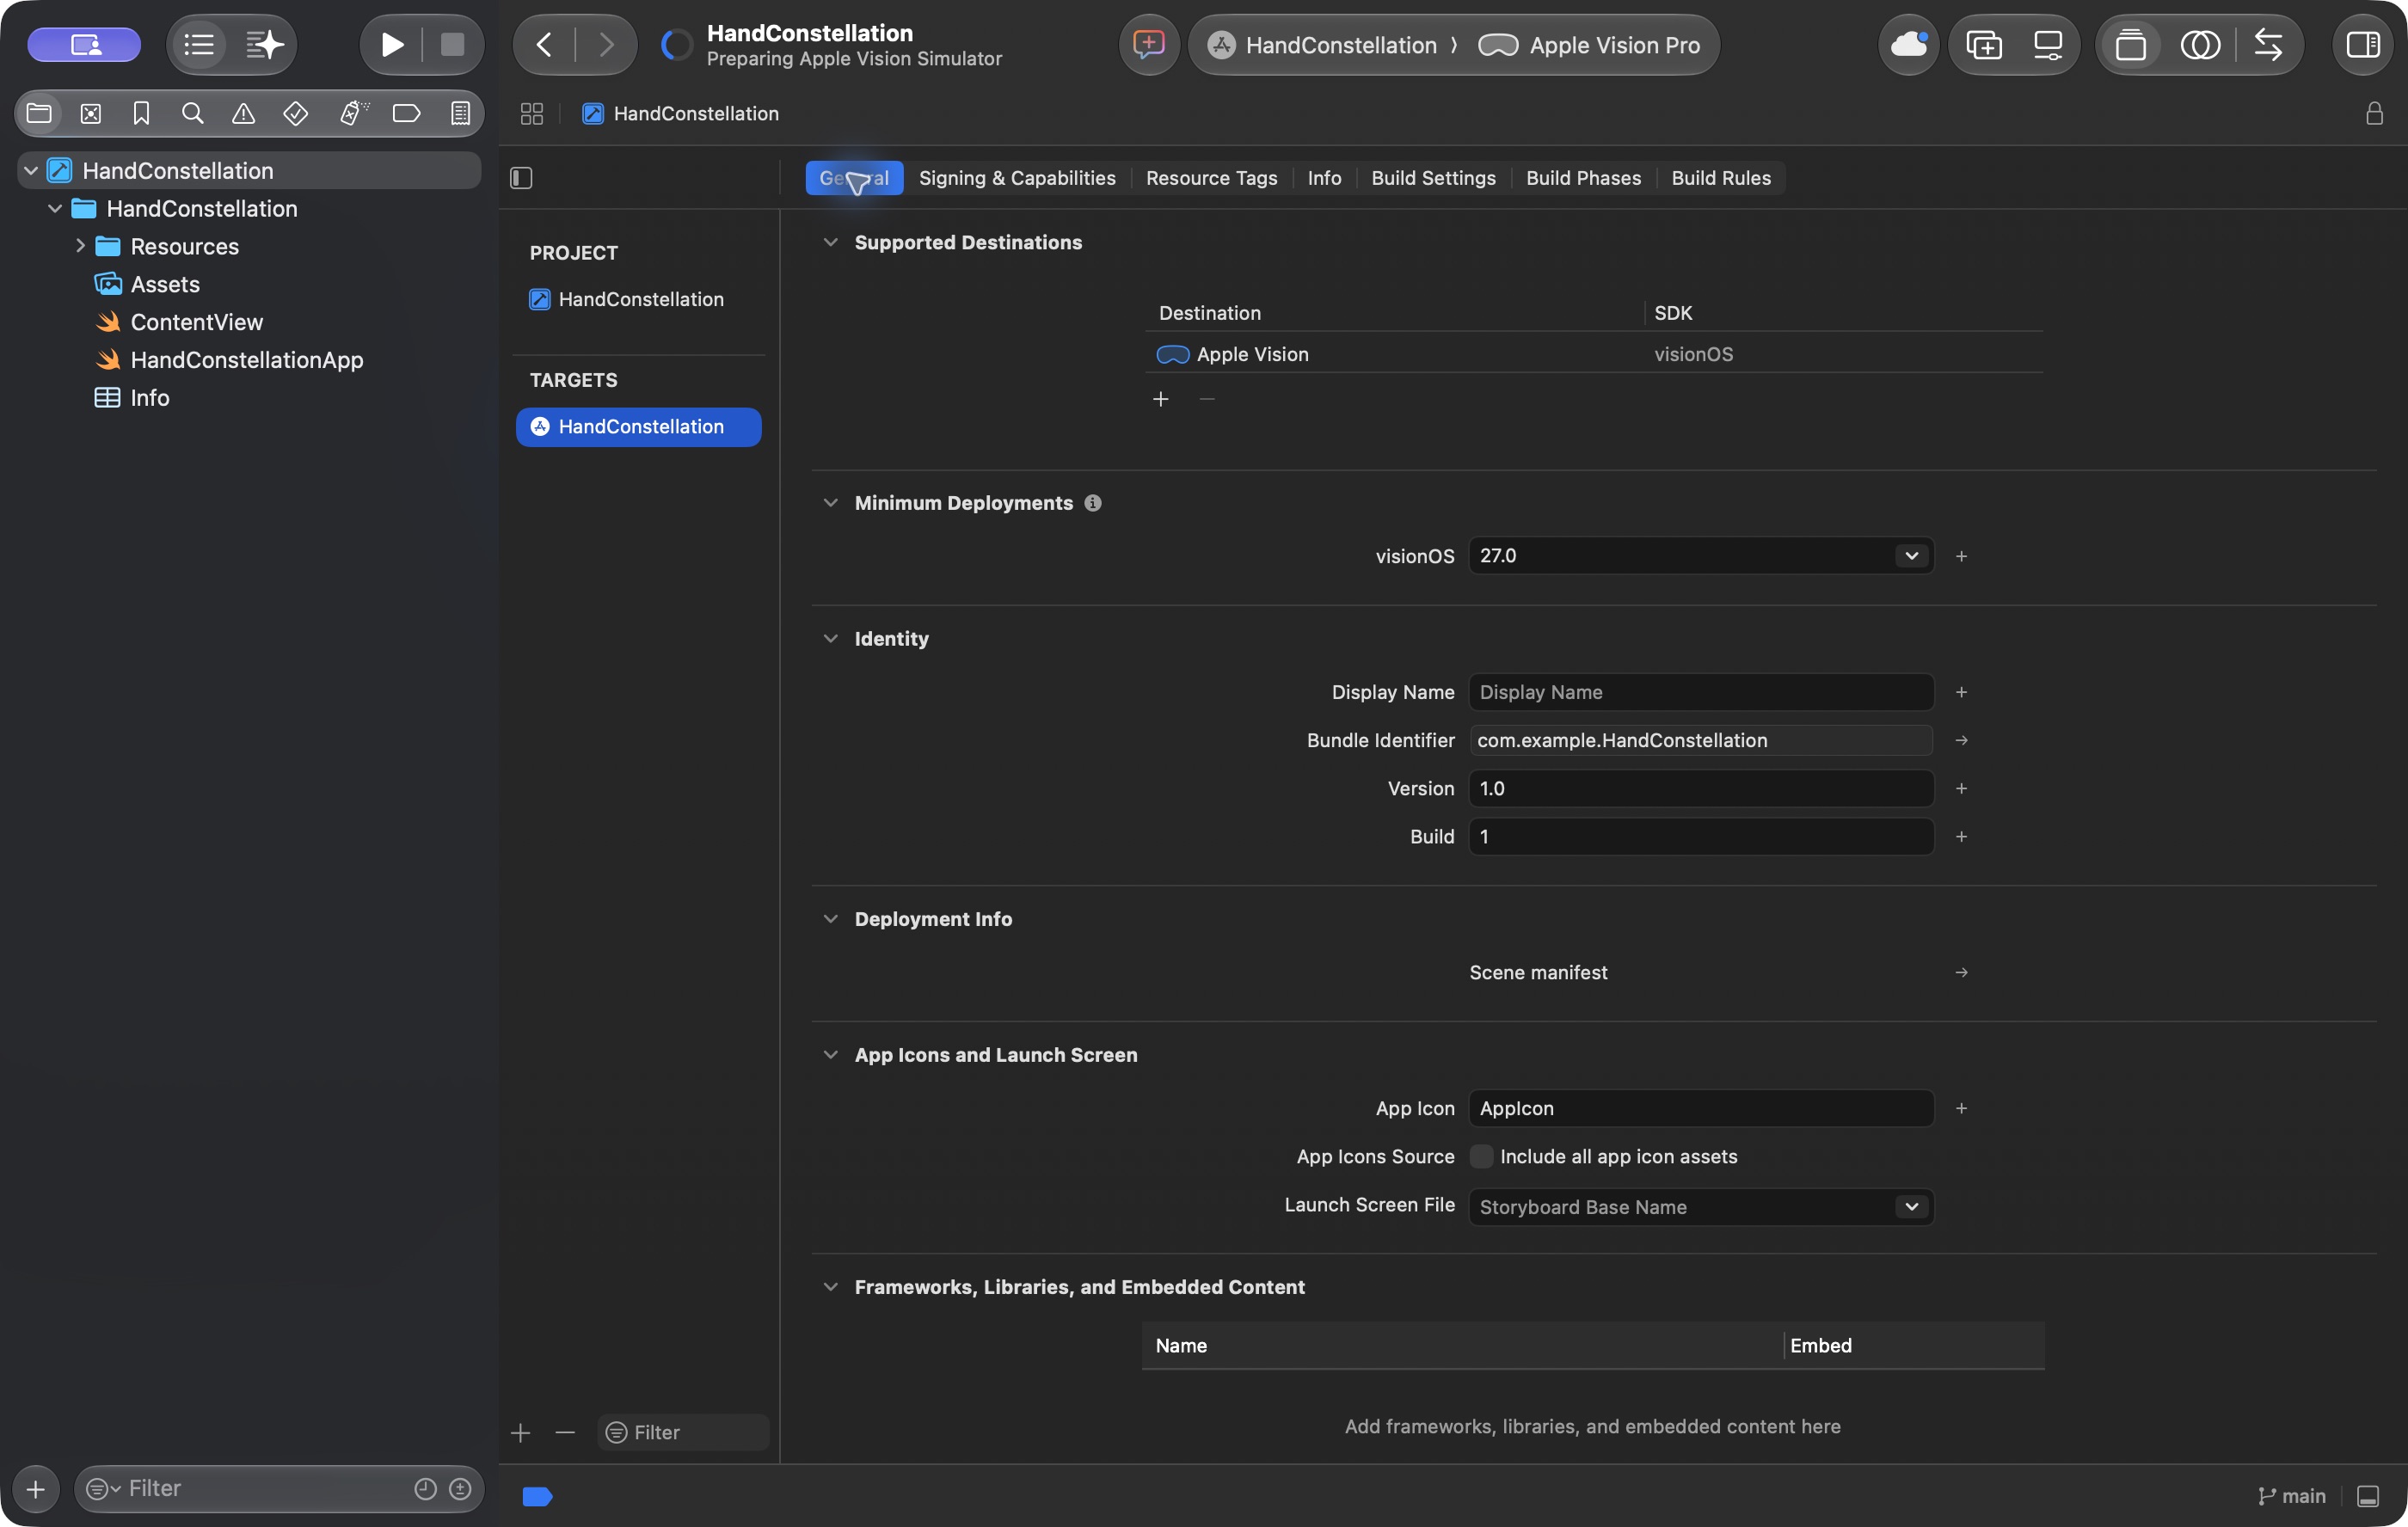 HandConstellation
Preparing Apple Vision Simulator
HandConstellation
Apple Vision Pro
HandConstellation
HandConstellation
HandConstellation
Resources
Assets
ContentView
HandConstellationApp
Info
Filter
General
Signing & Capabilities
Resource Tags
Info
Build Settings
Build Phases
Build Rules
PROJECT
HandConstellation
TARGETS
HandConstellation
Filter
Supported Destinations
Destination
SDK
Apple Vision
visionOS
Minimum Deployments
visionOS
27.0
Identity
Display Name
Display Name
Bundle Identifier
com.example.HandConstellation
Version
1.0
Build
1
Deployment Info
Scene manifest
App Icons and Launch Screen
App Icon
AppIcon
App Icons Source
Include all app icon assets
Launch Screen File
Storyboard Base Name
Frameworks, Libraries, and Embedded Content
Name
Embed
Add frameworks, libraries, and embedded content here
main